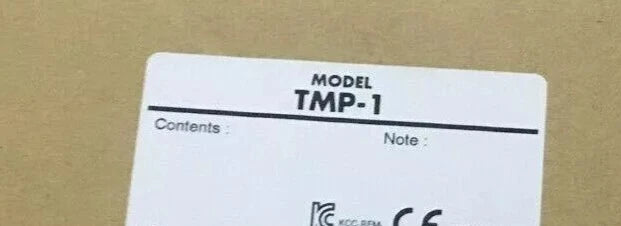 MODEL
TMP-1
Contents :
Note :
CE